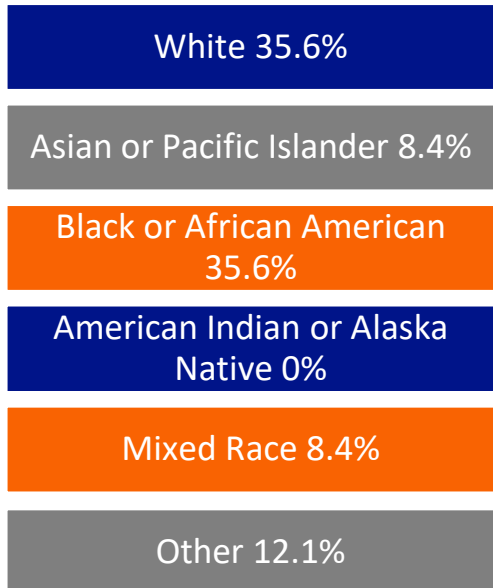 White 35.6%
Asian or Pacific Islander 8.4%
Black or African American
35.6%
American Indian or Alaska
Native 0%
Mixed Race 8.4%
Other 12.1%